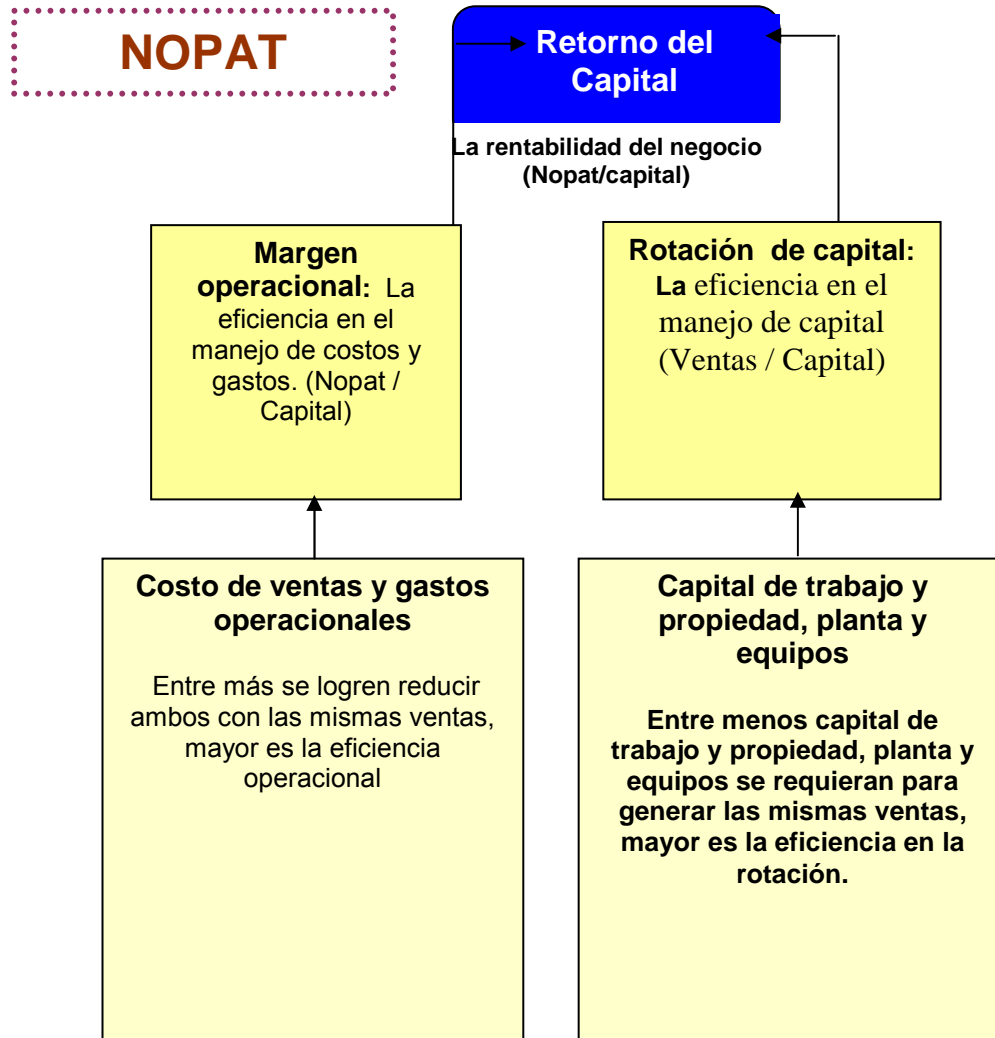 NOPAT
Retorno del
Capital
La rentabilidad del negocio
(Nopat/capital)
Margen
operacional: La
eficiencia en el
manejo de costos y
gastos. (Nopat /
Capital)
Rotación de capital:
La eficiencia en el
manejo de capital
(Ventas / Capital)
Costo de ventas y gastos
operacionales
Entre más se logren reducir
ambos con las mismas ventas,
mayor es la eficiencia
operacional
Capital de trabajo y
propiedad, planta y
equipos
Entre menos capital de
trabajo y propiedad, planta y
equipos se requieran para
generar las mismas ventas,
mayor es la eficiencia en la
rotación.